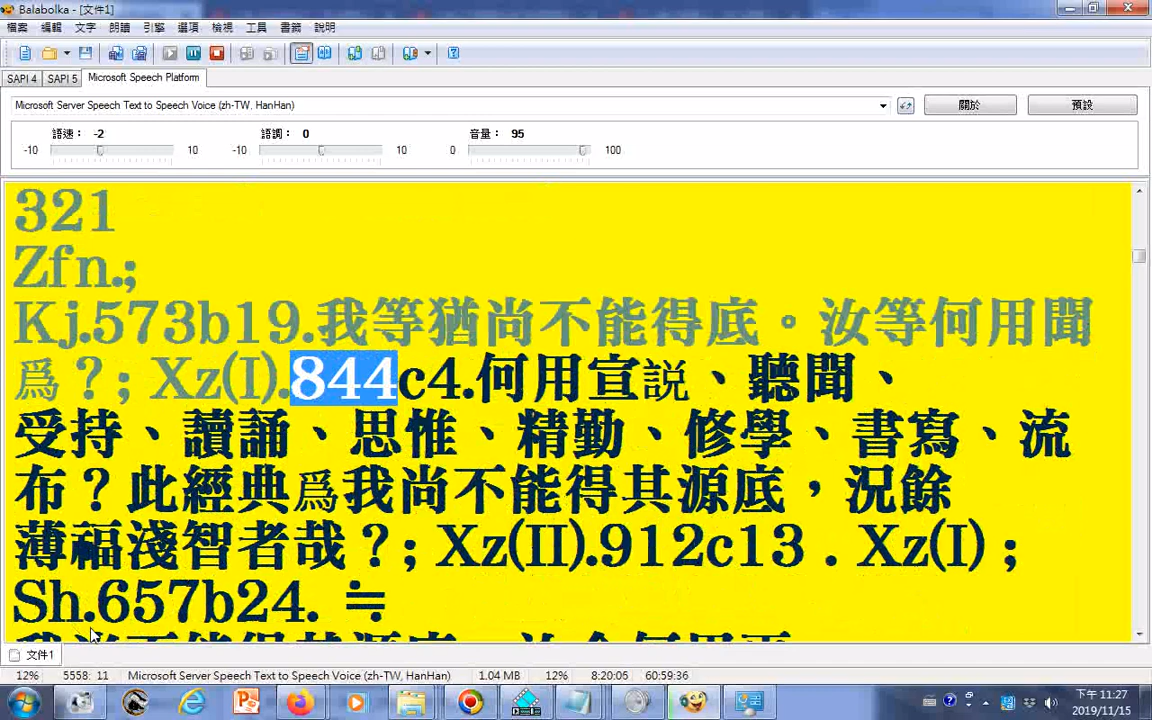 Balabolka - [文件1]
檔案 編輯 文字 朗讀 引擎 選項 檢視 工具 書籤 說明
SAPI 4 SAPI 5 Microsoft Speech Platform
Microsoft Server Speech Text to Speech Voice (zh-TW, HanHan) 關於 預設
語速： -2 語調： 0 音量： 95
-10 10 -10 10 0 100
321
Zfn.;
Kj.573b19.我等猶尚不能得底。汝等何用聞
爲？; Xz(I).844c4.何用宣説、聽聞、
受持、讀誦、思惟、精勤、修學、書寫、流
布？此經典爲我尚不能得其源底，況餘
薄福淺智者哉？; Xz(II).912c13 . Xz(I) ;
Sh.657b24. ≒
文件1
12% 5558: 11 Microsoft Server Speech Text to Speech Voice (zh-TW, HanHan) 1.04 MB 12% 8:20:05 60:59:36
下午 11:27
2019/11/15